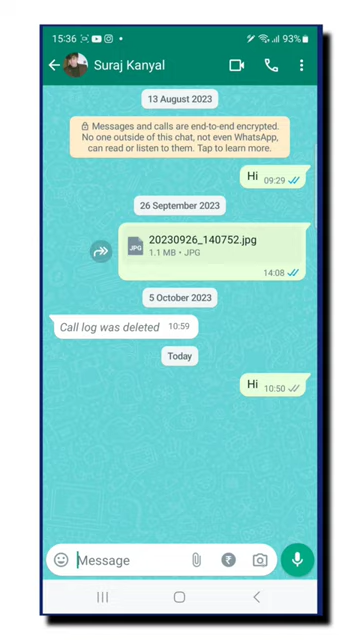 15:36
93%
Suraj Kanyal
13 August 2023
Messages and calls are end-to-end encrypted.
No one outside of this chat, not even WhatsApp,
can read or listen to them. Tap to learn more.
Hi 09:29
26 September 2023
JPG
20230926_140752.jpg
1.1 MB • JPG
14:08
5 October 2023
Call log was deleted 10:59
Today
Hi 10:50
Message
₹